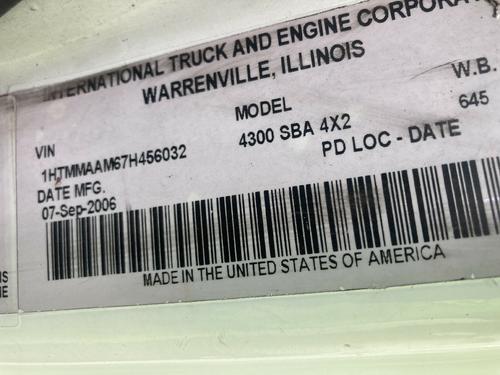 INTERNATIONAL TRUCK AND ENGINE CORPORA
WARRENVILLE, ILLINOIS
VIN
MODEL
W.B.
1HTMMAAM67H456032
4300 SBA 4X2
645
DATE MFG.
PD LOC - DATE
07-Sep-2006
MADE IN THE UNITED STATES OF AMERICA